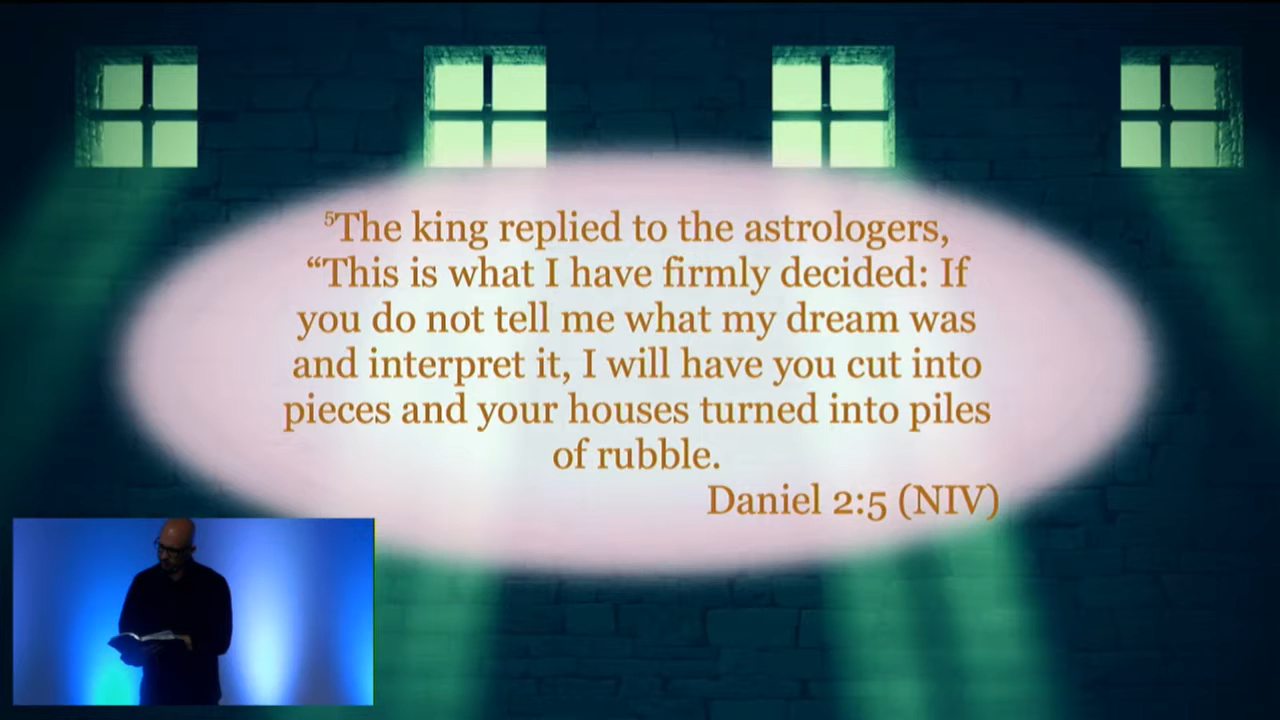 ⁵The king replied to the astrologers,
“This is what I have firmly decided: If
you do not tell me what my dream was
and interpret it, I will have you cut into
pieces and your houses turned into piles
of rubble.
Daniel 2:5 (NIV)